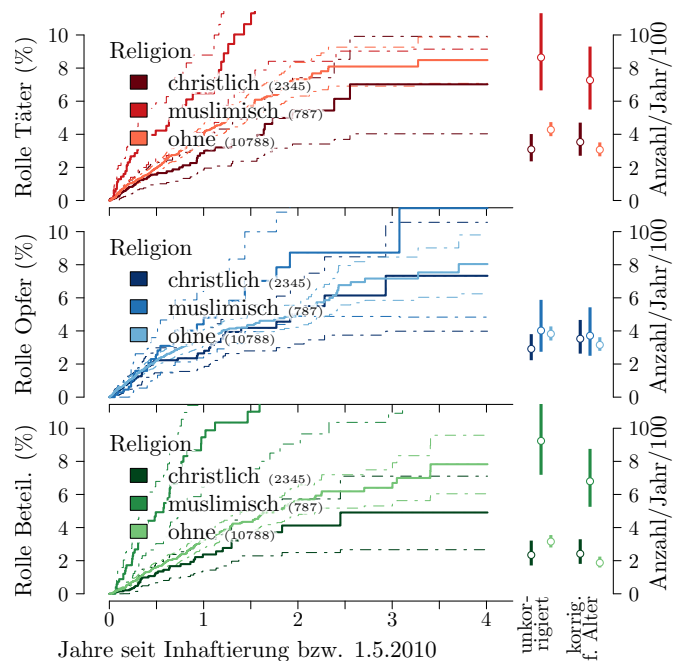 Rolle Täter (%)
0 2 4 6 8 10
Religion
christlich (2345)
muslimisch (787)
ohne (10788)
0 2 4 6 8 10
Anzahl/Jahr/100
Rolle Opfer (%)
0 2 4 6 8 10
Religion
christlich (2345)
muslimisch (787)
ohne (10788)
0 2 4 6 8 10
Anzahl/Jahr/100
Rolle Beteil. (%)
0 2 4 6 8 10
Religion
christlich (2345)
muslimisch (787)
ohne (10788)
0 2 4 6 8 10
Anzahl/Jahr/100
0 1 2 3 4
Jahre seit Inhaftierung bzw. 1.5.2010
unkor-
rigiert
korrig.
f. Alter